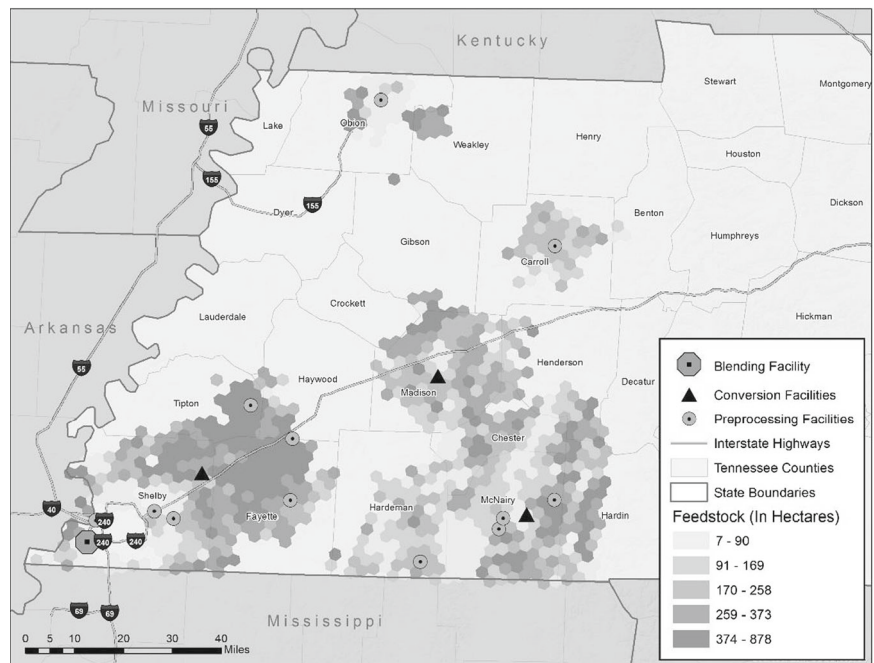 Kentucky
Stewart
Montgomery
Missouri
55
Lake
Obion
Weakley
Henry
Houston
155
Dyer
155
Benton
Dickson
Humphreys
Gibson
Carroll
Crockett
Lauderdale
Hickman
Arkansas
55
Haywood
Henderson
Decatur
Madison
Tipton
Chester
Shelby
Fayette
Hardeman
McNairy
Hardin
40
240
240
240
69
69
Mississippi
0 5 10 20 30 40
Miles
Blending Facility
Conversion Facilities
Preprocessing Facilities
Interstate Highways
Tennessee Counties
State Boundaries
Feedstock (In Hectares)
7 - 90
91 - 169
170 - 258
259 - 373
374 - 878